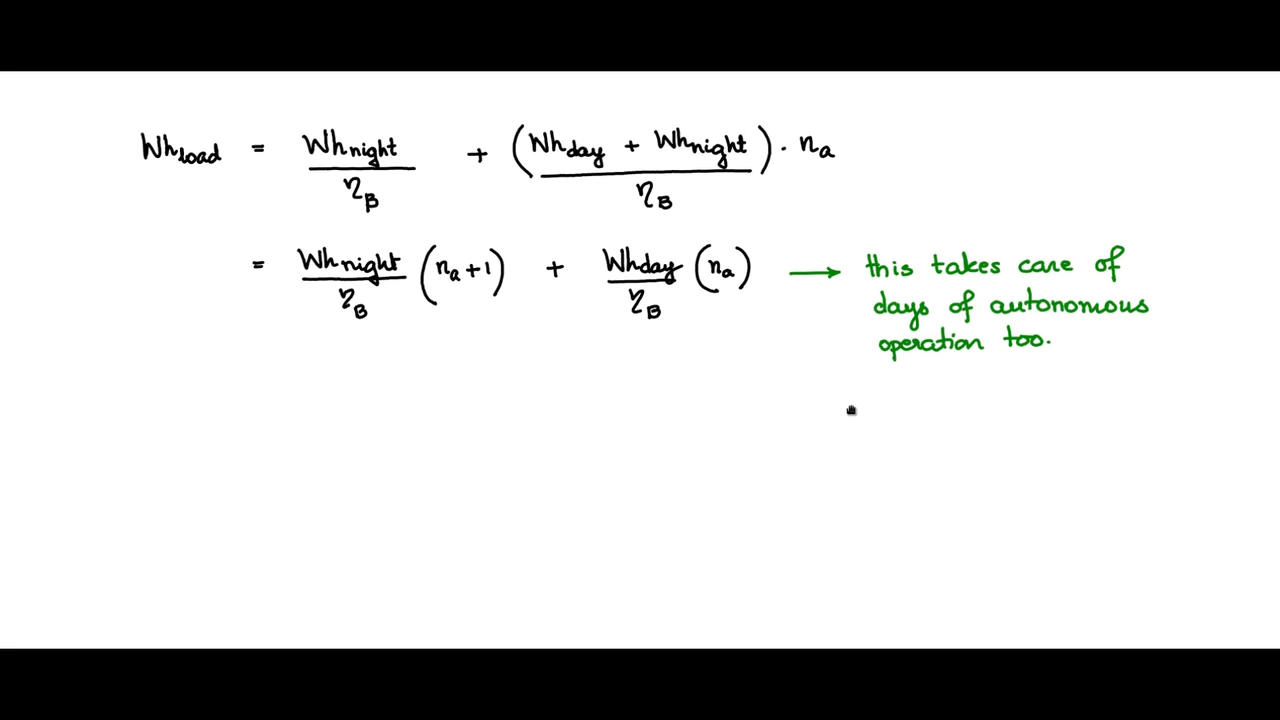 Wh_load = Wh_night / η_B + (Wh_day + Wh_night / η_B) · n_a
= Wh_night / η_B (n_a + 1) + Wh_day / η_B (n_a) → this takes care of
days of autonomous
operation too.